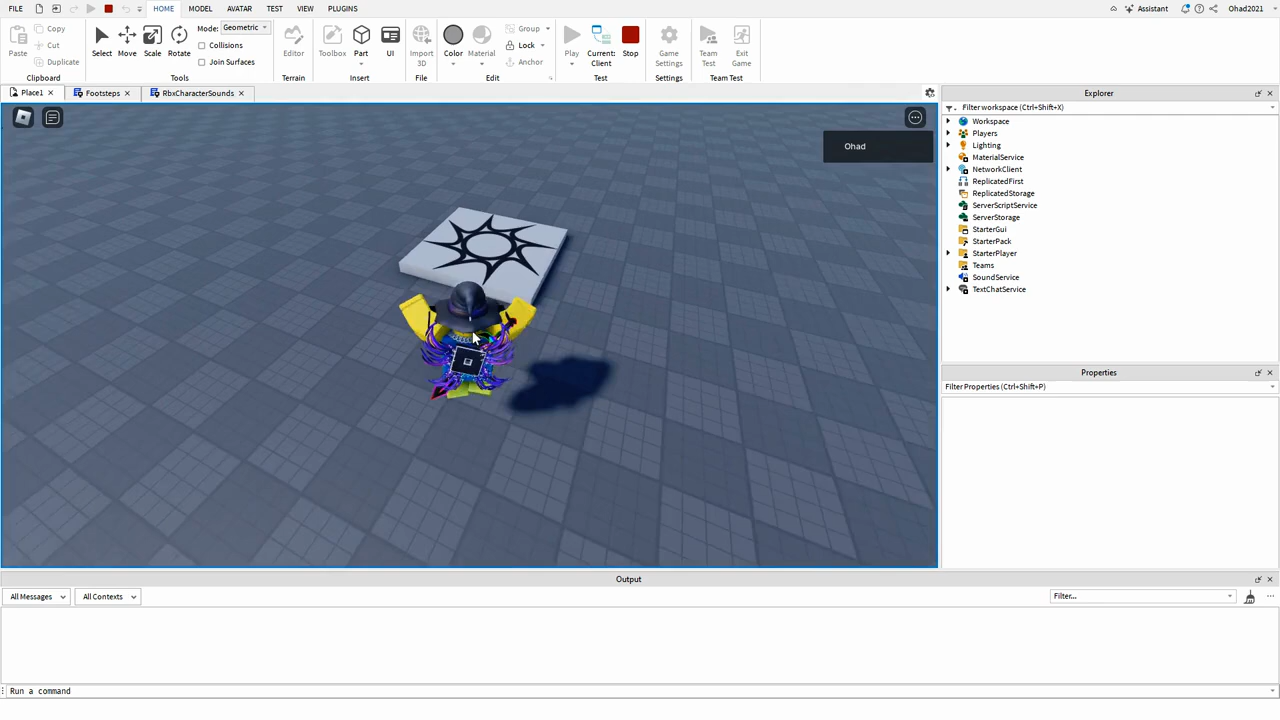 FILE HOME MODEL AVATAR TEST VIEW PLUGINS Assistant Ohad2021
Paste Copy Cut Duplicate Select Move Scale Rotate Mode: Geometric Collisions Join Surfaces Editor Toolbox Part UI Import 3D Color Material Group Lock Anchor Play Current: Client Stop Game Settings Team Test Exit Game
Clipboard Tools Terrain Insert File Edit Test Settings Team Test
Place1 Footsteps RbxCharacterSounds
Explorer
Filter workspace (Ctrl+Shift+X)
Workspace
Players
Lighting
MaterialService
NetworkClient
ReplicatedFirst
ReplicatedStorage
ServerScriptService
ServerStorage
StarterGui
StarterPack
StarterPlayer
Teams
SoundService
TextChatService
Ohad
Properties
Filter Properties (Ctrl+Shift+P)
Output
All Messages All Contexts Filter...
Run a command